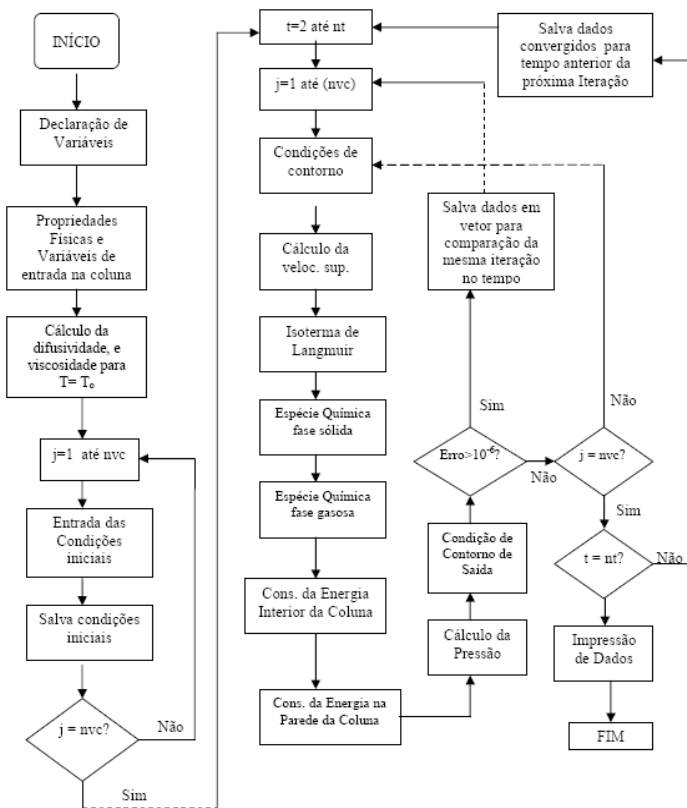 INÍCIO
Declaração de
Variáveis
Propriedades
Físicas e
Variáveis de
entrada na coluna
Cálculo da
difusividade, e
viscosidade para
T= Tₒ
j=1 até nvc
Entrada das
Condições
iniciais
Salva condições
iniciais
j = nvc?
Não
Sim
t=2 até nt
j=1 até (nvc)
Condições de
contorno
Cálculo da
veloc. sup.
Isoterma de
Langmuir
Espécie Química
fase sólida
Espécie Química
fase gasosa
Cons. da Energia
Interior da Coluna
Cons. da Energia na
Parede da Coluna
Cálculo da
Pressão
Condição de
Contorno de
Saída
Erro>10⁻⁶?
Sim
Não
Salva dados em
vetor para
comparação da
mesma iteração
no tempo
j = nvc?
Não
Sim
t = nt?
Não
Salva dados
convergidos para
tempo anterior da
próxima Iteração
Impressão
de Dados
FIM